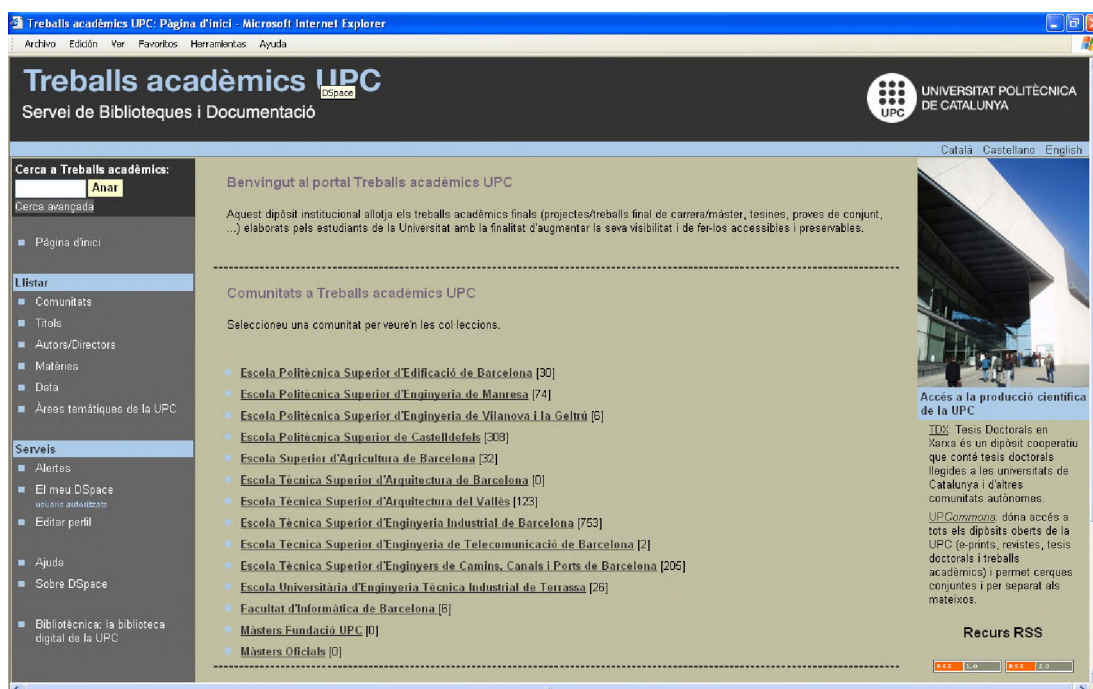 Treballs acadèmics UPC: Pàgina d'inici - Microsoft Internet Explorer
Archivo Edición Ver Favoritos Herramientas Ayuda
Treballs acadèmics UPC
DSpace
Servei de Biblioteques i Documentació
UPC
UNIVERSITAT POLITÈCNICA
DE CATALUNYA
Català Castellano English
Cerca a Treballs acadèmics:
Anar
Cerca avançada
Pàgina d'inici
Llistar
Comunitats
Títols
Autors/Directors
Matèries
Data
Àrees temàtiques de la UPC
Serveis
Alertes
El meu DSpace
usuaris autoritzats
Editar perfil
Ajuda
Sobre DSpace
Bibliotècnica: la biblioteca
digital de la UPC
Benvingut al portal Treballs acadèmics UPC
Aquest dipòsit institucional allotja els treballs acadèmics finals (projectes/treballs final de carrera/màster, tesines, proves de conjunt,
...) elaborats pels estudiants de la Universitat amb la finalitat d'augmentar la seva visibilitat i de fer-los accessibles i preservables.
Comunitats a Treballs acadèmics UPC
Seleccioneu una comunitat per veure'n les col·leccions.
Escola Politècnica Superior d'Edificació de Barcelona [30]
Escola Politècnica Superior d'Enginyeria de Manresa [74]
Escola Politècnica Superior d'Enginyeria de Vilanova i la Geltrú [6]
Escola Politècnica Superior de Castelldefels [308]
Escola Superior d'Agricultura de Barcelona [32]
Escola Tècnica Superior d'Arquitectura de Barcelona [0]
Escola Tècnica Superior d'Arquitectura del Vallès [123]
Escola Tècnica Superior d'Enginyeria Industrial de Barcelona [753]
Escola Tècnica Superior d'Enginyeria de Telecomunicació de Barcelona [2]
Escola Tècnica Superior d'Enginyers de Camins, Canals i Ports de Barcelona [205]
Escola Universitària d'Enginyeria Tècnica Industrial de Terrassa [26]
Facultat d'Informàtica de Barcelona [6]
Màsters Fundació UPC [0]
Màsters Oficials [0]
Accés a la producció científica
de la UPC
TDX: Tesis Doctorals en
Xarxa és un dipòsit cooperatiu
que conté tesis doctorals
llegides a les universitats de
Catalunya i d'altres
comunitats autònomes.
UPCommons: dóna accés a
tots els dipòsits oberts de la
UPC (e-prints, revistes, tesis
doctorals i treballs
acadèmics) i permet cerques
conjuntes i per separat als
mateixos.
Recurs RSS
RSS 1.0 RSS 2.0